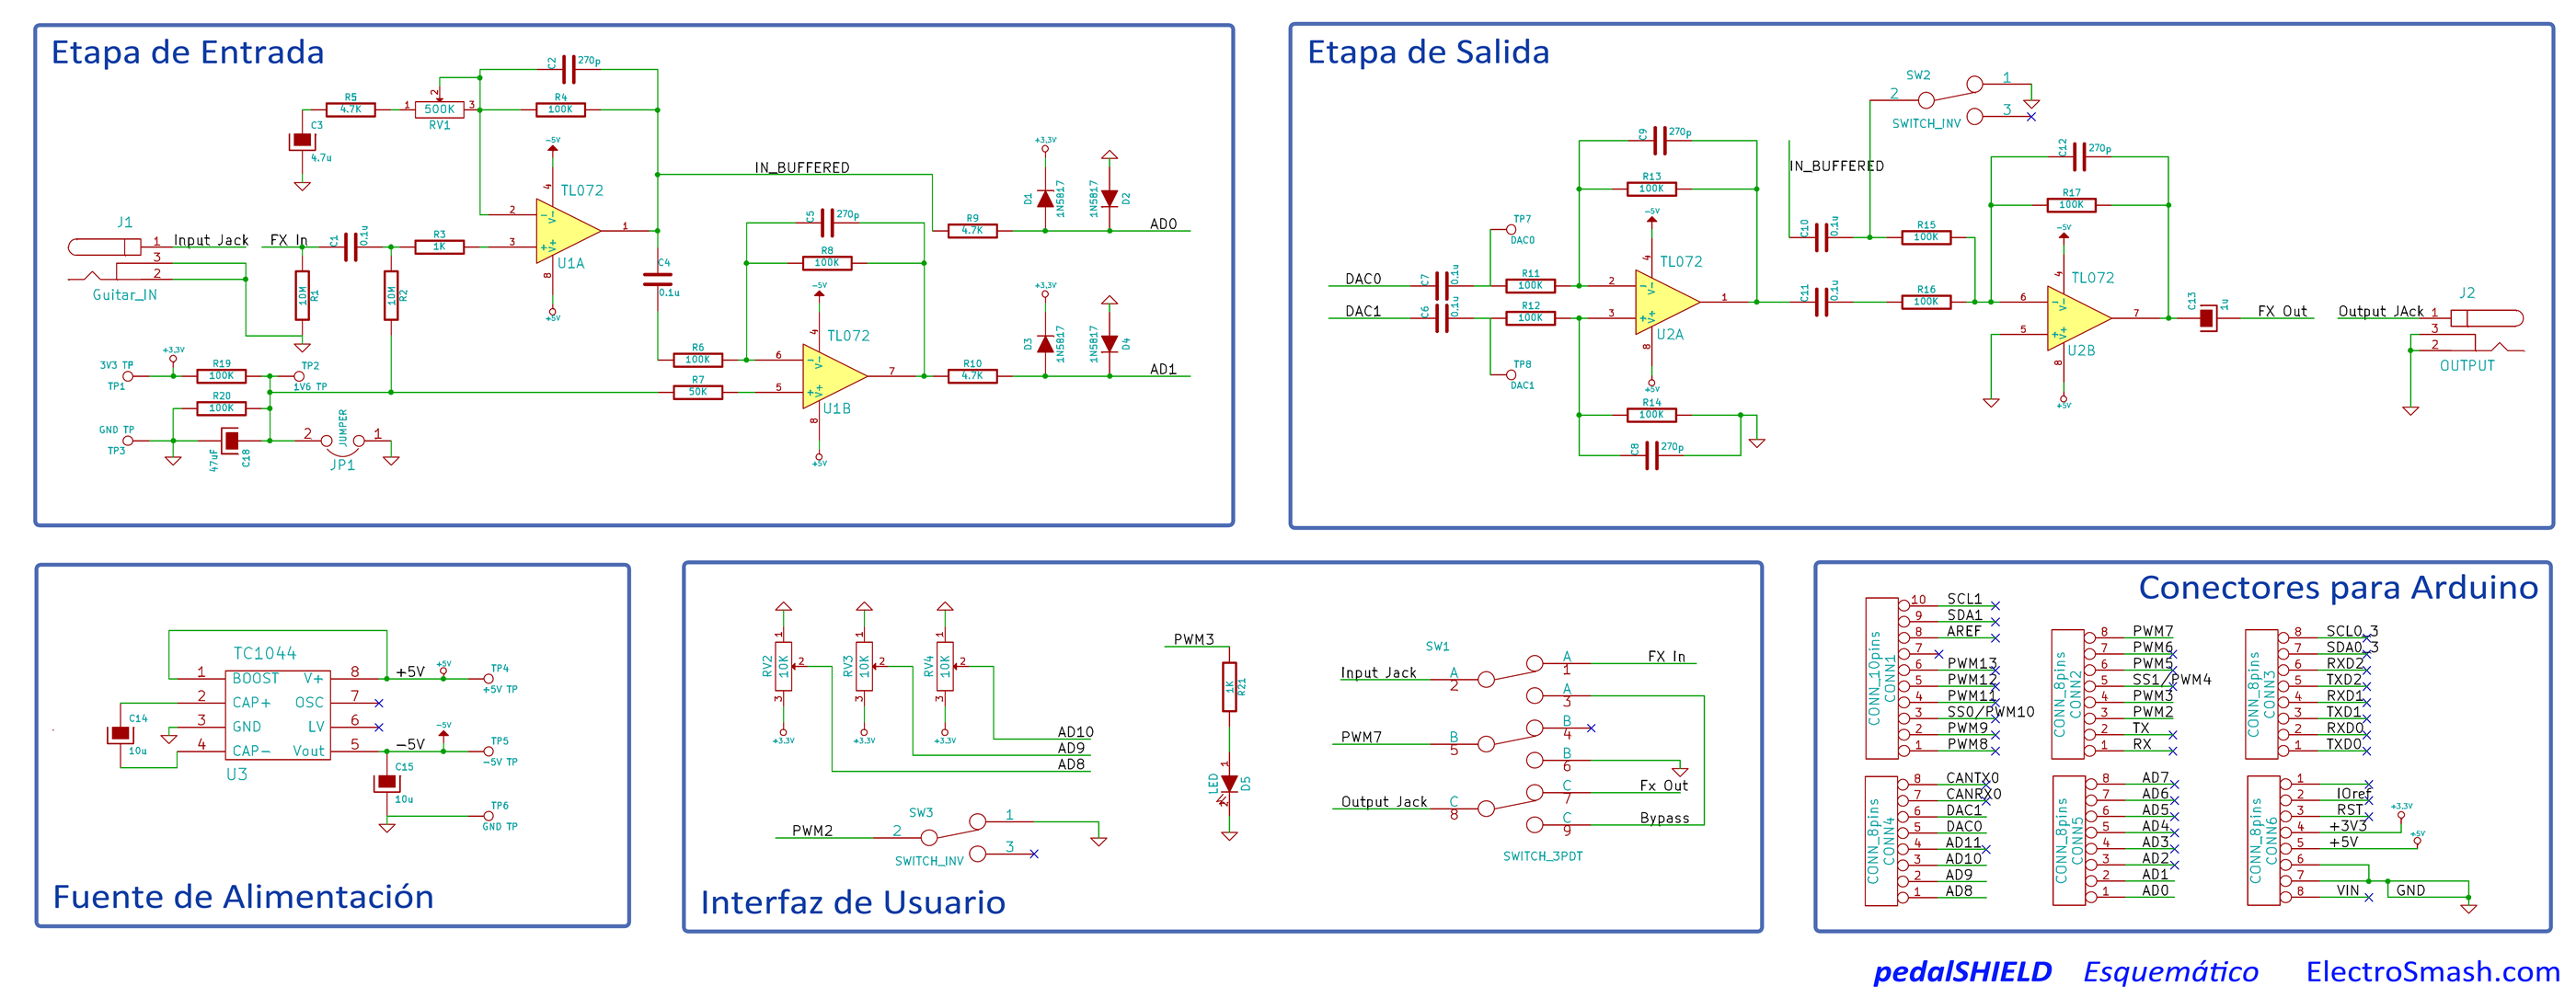 Etapa de Entrada
C2 270p
R5 4.7K
1 500K 3
2
RV1
R4 100K
C3 4.7u
-5V
4
TL072
2
3
1
8
U1A
+5V
IN_BUFFERED
J1
1 Input Jack
3
2
Guitar_IN
FX In
C1 0.1u
R3 1K
10M R1
10M R2
C4 0.1u
C5 270p
R8 100K
-5V
4
TL072
6
5
7
8
U1B
+5V
R6 100K
R7 50K
R9 4.7K
R10 4.7K
+3.3V
D1 1N5817
1N5817 D2
AD0
+3.3V
D3 1N5817
1N5817 D4
AD1
3V3 TP
TP1
+3.3V
R19 100K
TP2
1V6 TP
R20 100K
GND TP
TP3
47uF C18
2 JUMPER 1
JP1
Etapa de Salida
SW2
2
1
3
SWITCH_INV
C9 270p
R13 100K
IN_BUFFERED
TP7
DAC0
DAC0
DAC1
C7 0.1u
C6 0.1u
R11 100K
R12 100K
TP8
DAC1
-5V
4
TL072
2
3
1
8
U2A
+5V
R14 100K
C8 270p
C10 0.1u
C11 0.1u
R15 100K
R16 100K
C12 270p
R17 100K
-5V
4
TL072
6
5
7
8
U2B
+5V
C13 1u
FX Out
Output JAck
J2
1
3
2
OUTPUT
Fuente de Alimentación
TC1044
1 BOOST V+ 8
2 CAP+ OSC 7
3 GND LV 6
4 CAP- Vout 5
U3
C14 10u
+5V
+5V
TP4
+5V TP
-5V
-5V
TP5
-5V TP
C15 10u
TP6
GND TP
Interfaz de Usuario
RV2 10K 1 2 3
RV3 10K 1 2 3
RV4 10K 1 2 3
+3.3V
+3.3V
+3.3V
AD10
AD9
AD8
SW3
PWM2
2
1
3
SWITCH_INV
PWM3
1K R21
1
LED D5
2
SW1
Input Jack
A 2
A 1
FX In
A 3
PWM7
B 5
B 4
B 6
Output Jack
C 8
C 7
Fx Out
C 9
Bypass
SWITCH_3PDT
Conectores para Arduino
CONN_10pins
CONN1
10 SCL1
9 SDA1
8 AREF
7
6 PWM13
5 PWM12
4 PWM11
3 SS0/PWM10
2 PWM9
1 PWM8
CONN_8pins
CONN2
8 PWM7
7 PWM6
6 PWM5
5 SS1/PWM4
4 PWM3
3 PWM2
2 TX
1 RX
CONN_8pins
CONN3
8 SCL0_3
7 SDA0_3
6 RXD2
5 TXD2
4 RXD1
3 TXD1
2 RXD0
1 TXD0
CONN_8pins
CONN4
8 CANTX0
7 CANRX0
6 DAC1
5 DAC0
4 AD11
3 AD10
2 AD9
1 AD8
CONN_8pins
CONN5
8 AD7
7 AD6
6 AD5
5 AD4
4 AD3
3 AD2
2 AD1
1 AD0
CONN_8pins
CONN6
1
2 IOref
3 RST
4 +3V3
5 +5V
6
7
8 VIN
GND
+3.3V
+5V
pedalSHIELD Esquemático ElectroSmash.com